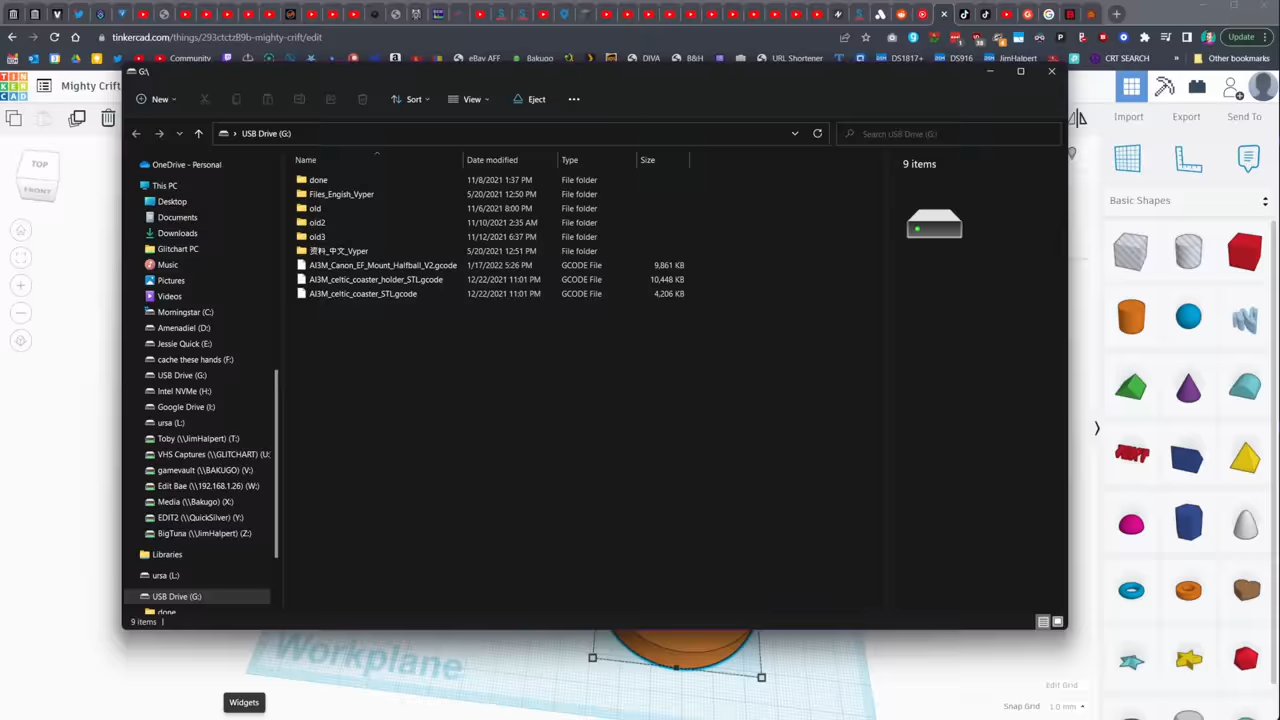 tinkercad.com/things/293ctctzB9b-mighty-crift/edit
Update
Community
eBay AFF
Bakugo
DIVA
B&H
URL Shortener
DS1817+
DS916
JimHalpert
CRT SEARCH
»
Other bookmarks
TIN
KER
CAD
Mighty Crift
G:\
New
Sort
View
Eject
USB Drive (G:)
Search USB Drive (G:)
Import
Export
Send To
TOP
FRONT
Basic Shapes
OneDrive - Personal
This PC
Desktop
Documents
Downloads
Glitchart PC
Music
Pictures
Videos
Morningstar (C:)
Amenadiel (D:)
Jessie Quick (E:)
cache these hands (F:)
USB Drive (G:)
Intel NVMe (H:)
Google Drive (I:)
ursa (L:)
Toby (\\JimHalpert) (T:)
VHS Captures (\\GLITCHART) (U:
gamevault (\\BAKUGO) (V:)
Edit Bae (\\192.168.1.26) (W:)
Media (\\Bakugo) (X:)
EDIT2 (\\QuickSilver) (Y:)
BigTuna (\\JimHalpert) (Z:)
Libraries
ursa (L:)
USB Drive (G:)
done
Name Date modified Type Size
done 11/8/2021 1:37 PM File folder
Files_Engish_Vyper 5/20/2021 12:50 PM File folder
old 11/6/2021 8:00 PM File folder
old2 11/10/2021 2:35 AM File folder
old3 11/12/2021 6:37 PM File folder
资料_中文_Vyper 5/20/2021 12:51 PM File folder
AI3M_Canon_EF_Mount_Halfball_V2.gcode 1/17/2022 5:26 PM GCODE File 9,861 KB
AI3M_celtic_coaster_holder_STL.gcode 12/22/2021 11:01 PM GCODE File 10,448 KB
AI3M_celtic_coaster_STL.gcode 12/22/2021 11:01 PM GCODE File 4,206 KB
9 items
9 items
Workplane
Widgets
Edit Grid
Snap Grid 1.0 mm